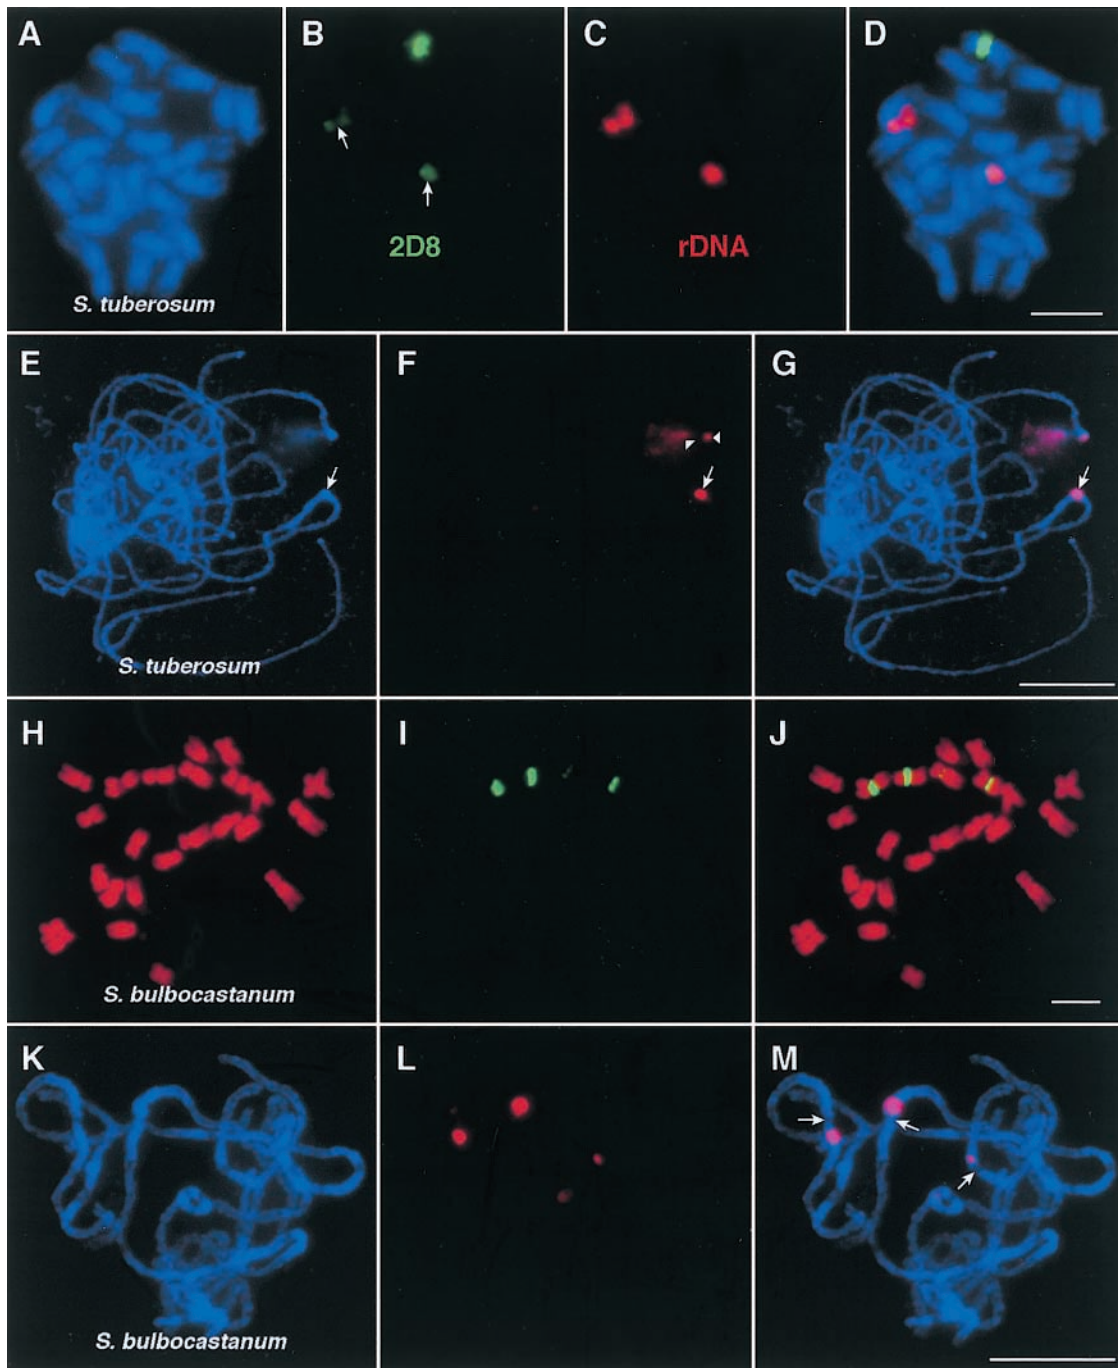 A
B
C
D
2D8
rDNA
S. tuberosum
E
F
G
S. tuberosum
H
I
J
S. bulbocastanum
K
L
M
S. bulbocastanum